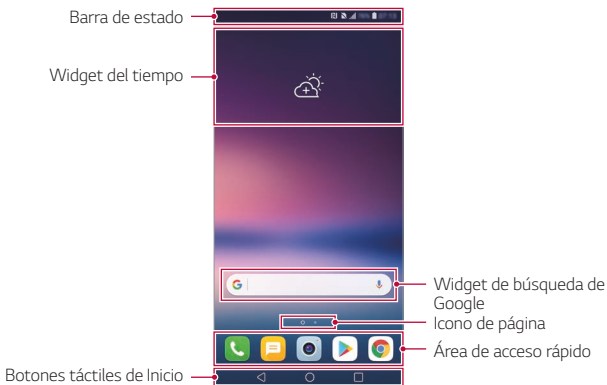 Barra de estado
Widget del tiempo
Widget de búsqueda de
Google
Icono de página
Área de acceso rápido
Botones táctiles de Inicio